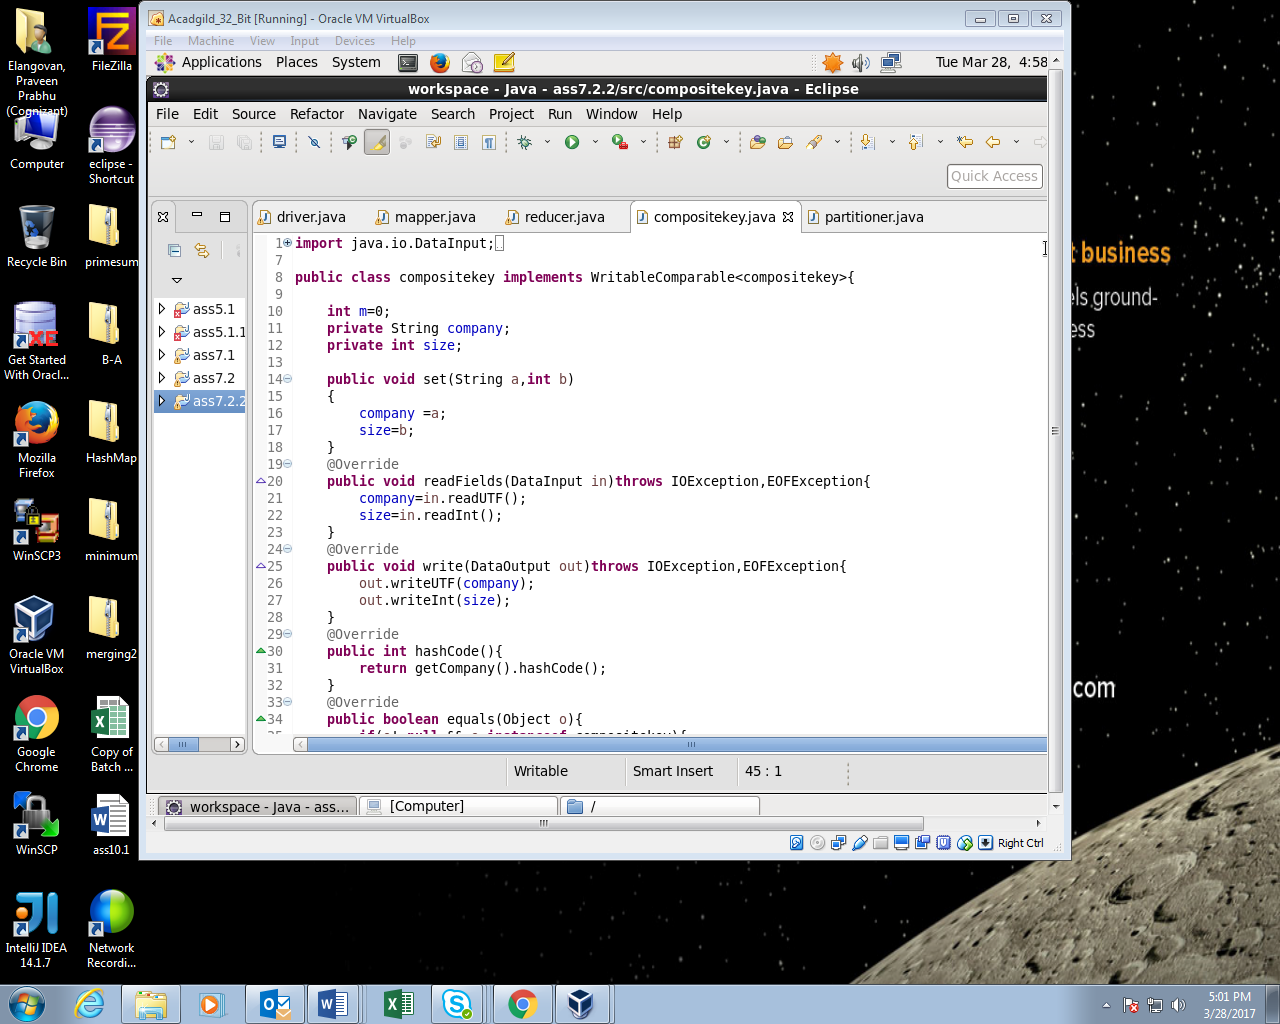 Acadgild_32_Bit [Running] - Oracle VM VirtualBox
File Machine View Input Devices Help
Applications Places System
Tue Mar 28, 4:58
workspace - Java - ass7.2.2/src/compositekey.java - Eclipse
File Edit Source Refactor Navigate Search Project Run Window Help
Quick Access
driver.java mapper.java reducer.java compositekey.java partitioner.java
ass5.1
ass5.1.1
ass7.1
ass7.2
ass7.2.2
1 import java.io.DataInput;
7
8 public class compositekey implements WritableComparable<compositekey>{
9
10 int m=0;
11 private String company;
12 private int size;
13
14 public void set(String a,int b)
15 {
16 company =a;
17 size=b;
18 }
19 @Override
20 public void readFields(DataInput in)throws IOException,EOFException{
21 company=in.readUTF();
22 size=in.readInt();
23 }
24 @Override
25 public void write(DataOutput out)throws IOException,EOFException{
26 out.writeUTF(company);
27 out.writeInt(size);
28 }
29 @Override
30 public int hashCode(){
31 return getCompany().hashCode();
32 }
33 @Override
34 public boolean equals(Object o){
Writable Smart Insert 45 : 1
workspace - Java - ass... [Computer] /
Right Ctrl
Elangovan,
Praveen
Prabhu
(Cognizant)
FileZilla
Computer
eclipse -
Shortcut
Recycle Bin
primesum
Get Started
With Oracl...
B-A
Mozilla
Firefox
HashMap
WinSCP3
minimum
Oracle VM
VirtualBox
merging2
Google
Chrome
Copy of
Batch ...
WinSCP
ass10.1
IntelliJ IDEA
14.1.7
Network
Recordi...
t business
els ground-
ess
com
5:01 PM
3/28/2017